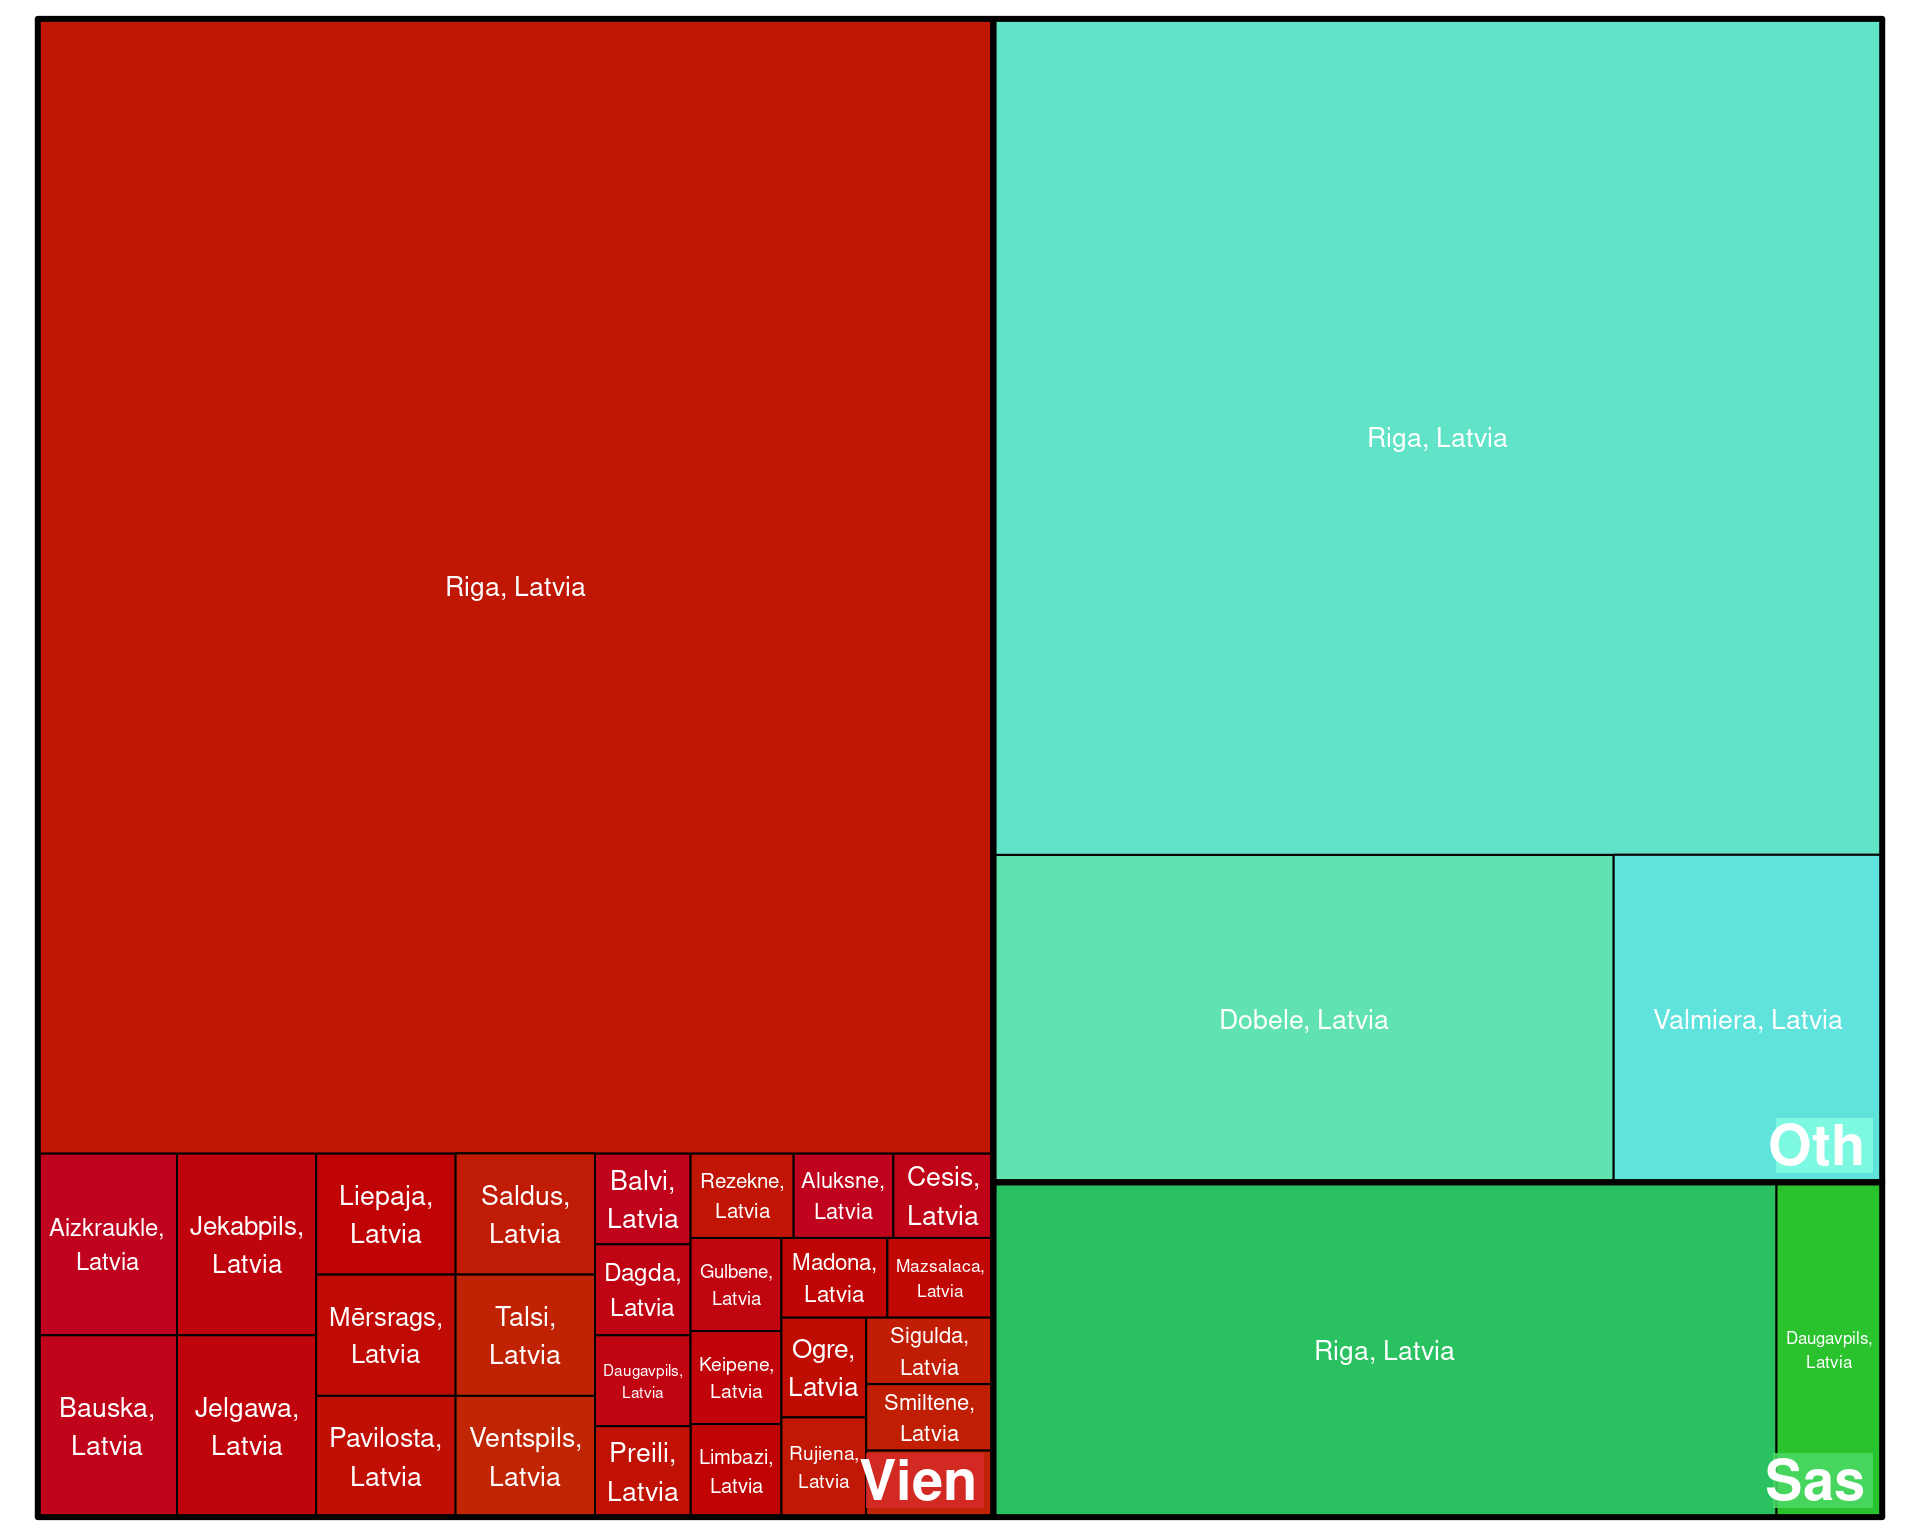 Riga, Latvia
Aizkraukle,
Latvia
Bauska,
Latvia
Jekabpils,
Latvia
Jelgawa,
Latvia
Liepaja,
Latvia
Mērsrags,
Latvia
Pavilosta,
Latvia
Saldus,
Latvia
Talsi,
Latvia
Ventspils,
Latvia
Balvi,
Latvia
Dagda,
Latvia
Daugavpils,
Latvia
Preili,
Latvia
Rezekne,
Latvia
Aluksne,
Latvia
Cesis,
Latvia
Gulbene,
Latvia
Keipene,
Latvia
Limbazi,
Latvia
Madona,
Latvia
Mazsalaca,
Latvia
Ogre,
Latvia
Rujiena,
Latvia
Sigulda,
Latvia
Smiltene,
Latvia
Vien
Riga, Latvia
Dobele, Latvia
Valmiera, Latvia
Oth
Riga, Latvia
Daugavpils,
Latvia
Sas